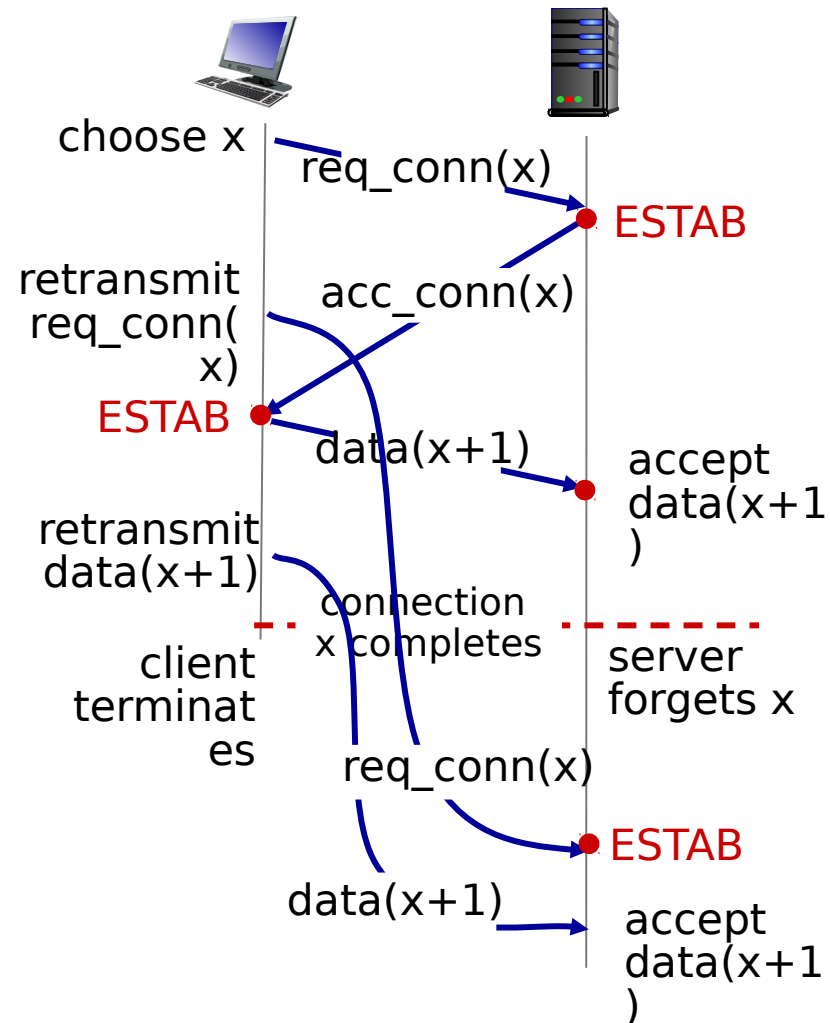 choose x
req_conn(x)
ESTAB
retransmit
req_conn(
x)
acc_conn(x)
ESTAB
data(x+1)
accept
data(x+1
)
retransmit
data(x+1)
connection
x completes
client
terminat
es
server
forgets x
req_conn(x)
ESTAB
data(x+1)
accept
data(x+1
)